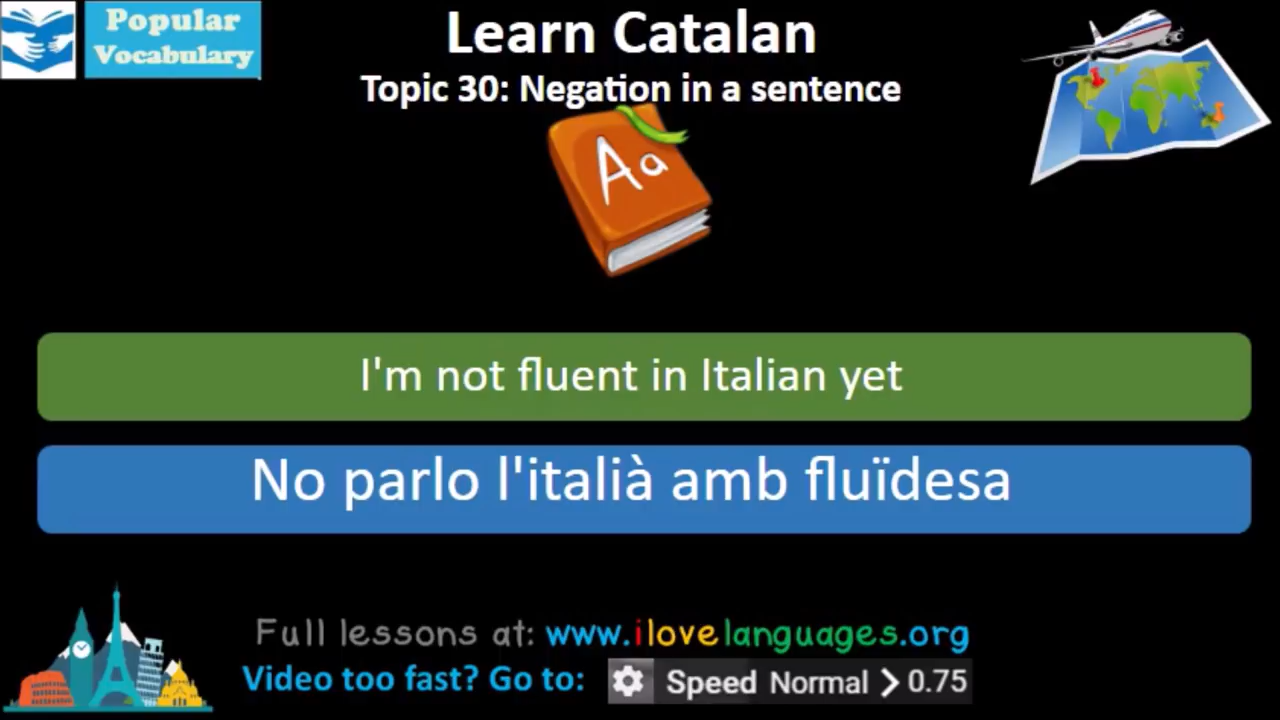 Popular
Vocabulary
Learn Catalan
Topic 30: Negation in a sentence
Aa
I'm not fluent in Italian yet
No parlo l'italià amb fluïdesa
Full lessons at: www.ilovelanguages.org
Video too fast? Go to: Speed Normal > 0.75